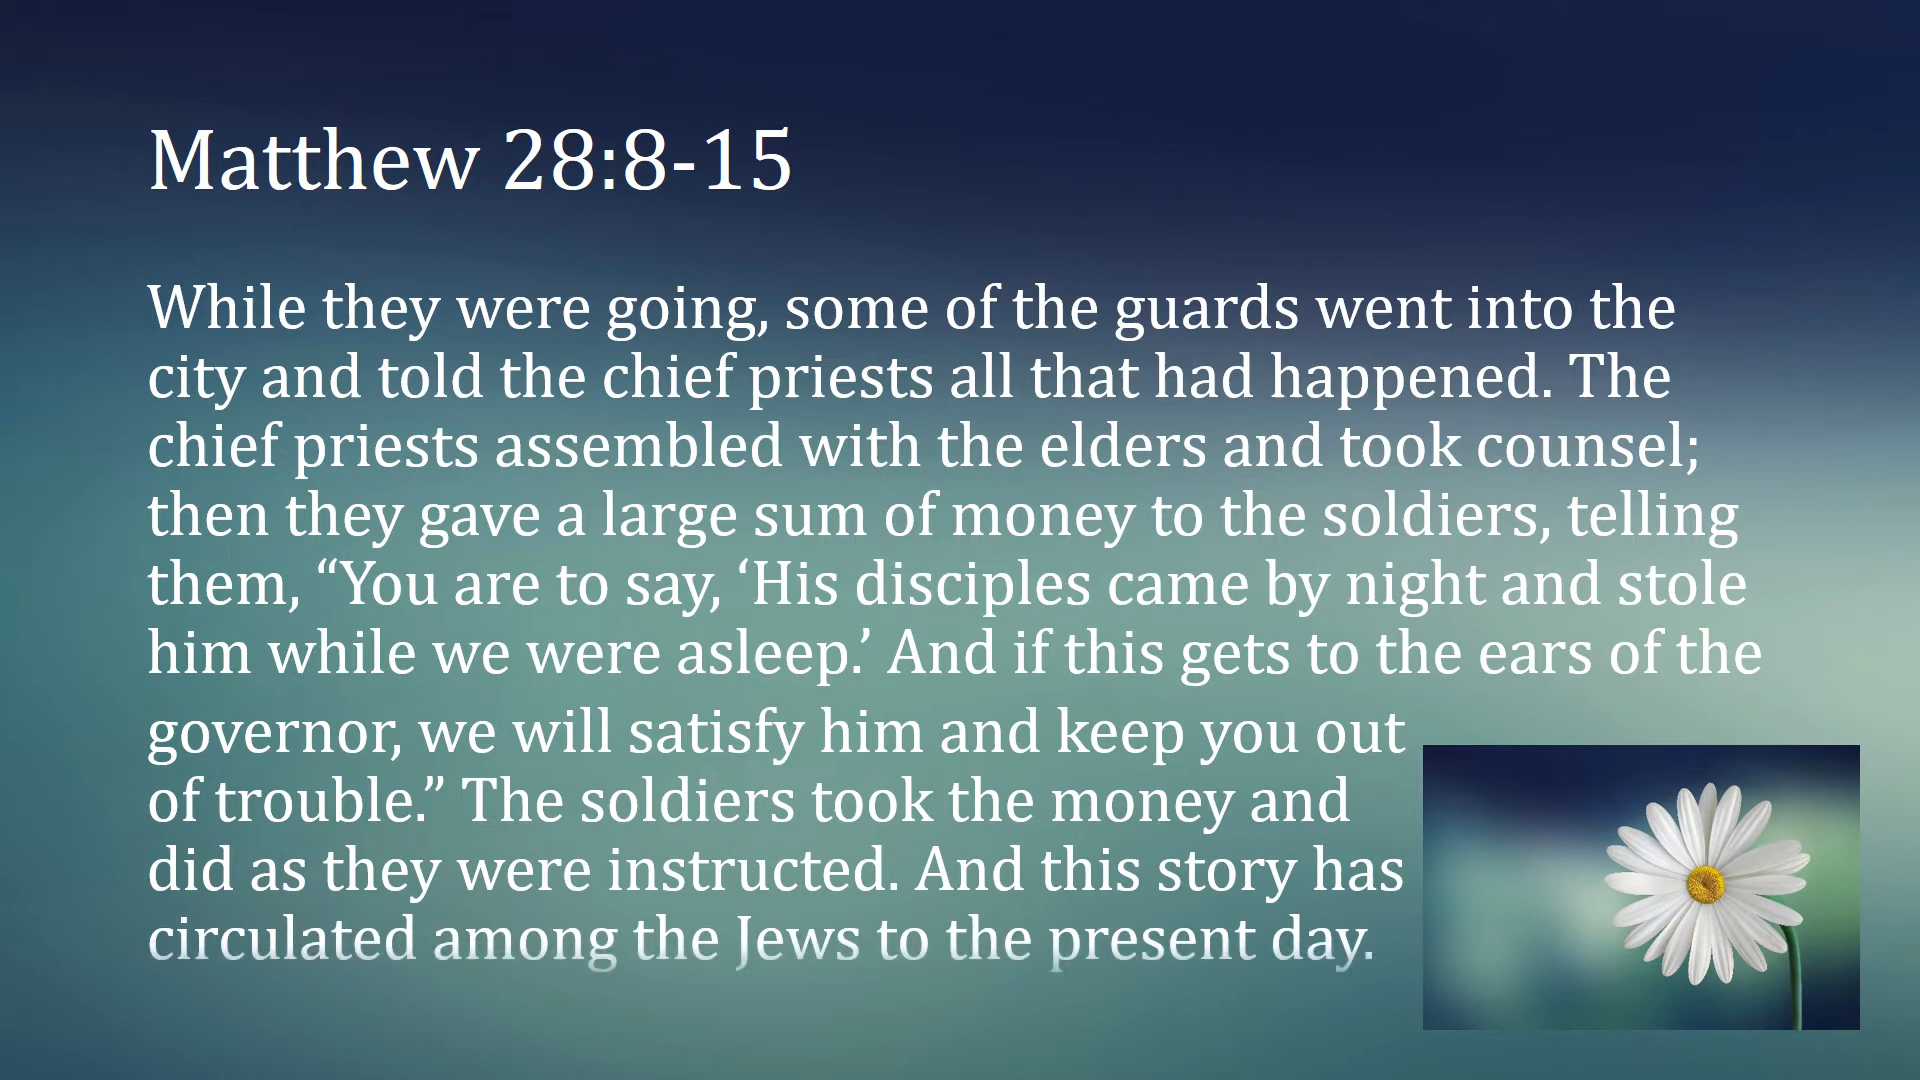 Matthew 28:8-15
While they were going, some of the guards went into the
city and told the chief priests all that had happened. The
chief priests assembled with the elders and took counsel;
then they gave a large sum of money to the soldiers, telling
them, “You are to say, ‘His disciples came by night and stole
him while we were asleep.’ And if this gets to the ears of the
governor, we will satisfy him and keep you out
of trouble.” The soldiers took the money and
did as they were instructed. And this story has
circulated among the Jews to the present day.